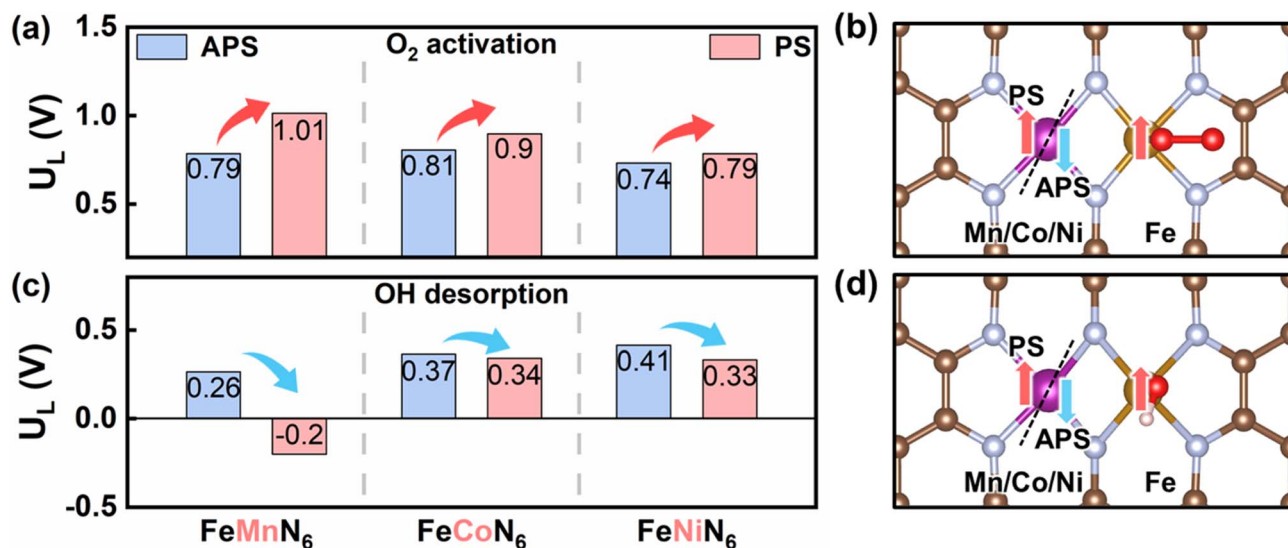 (a)
APS
O₂ activation
PS
U_L (V)
1.5
1.0
0.5
0.79
1.01
0.81
0.9
0.74
0.79
(b)
PS
APS
Mn/Co/Ni
Fe
(c)
OH desorption
U_L (V)
0.5
0.0
-0.5
0.26
-0.2
0.37
0.34
0.41
0.33
FeMnN₆
FeCoN₆
FeNiN₆
(d)
PS
APS
Mn/Co/Ni
Fe